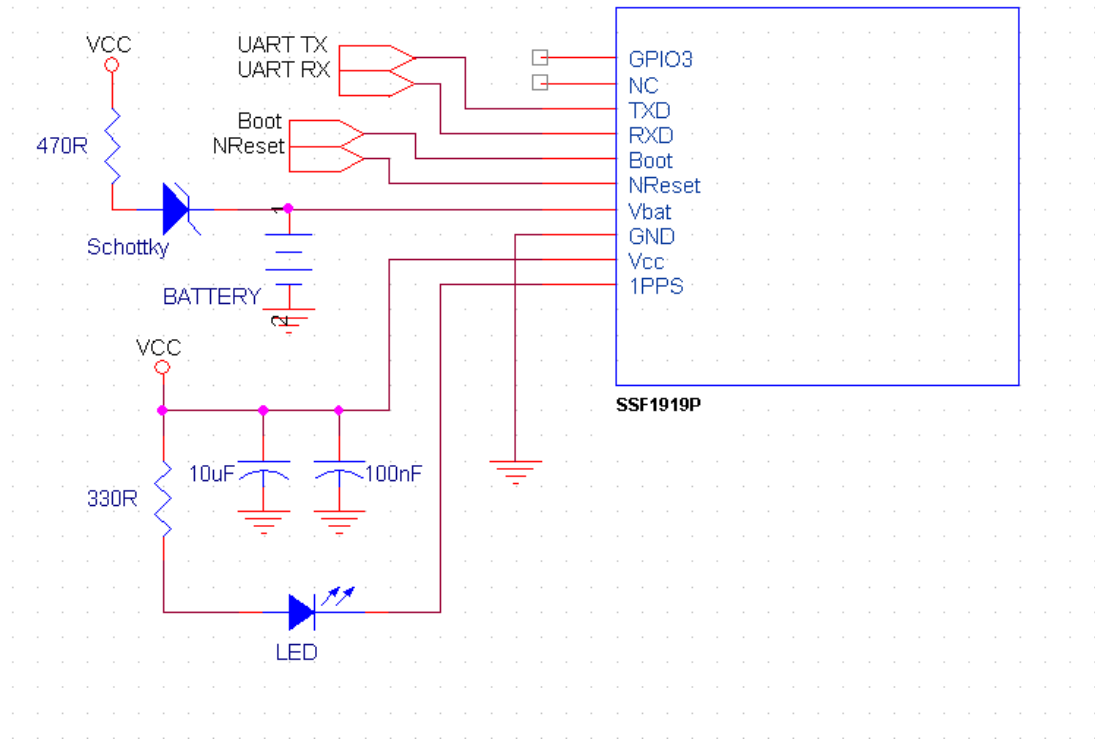 VCC
UART TX
UART RX
470R
Boot
NReset
Schottky
1
BATTERY
2
GPIO3
NC
TXD
RXD
Boot
NReset
Vbat
GND
Vcc
1PPS
SSF1919P
VCC
10uF
100nF
330R
LED